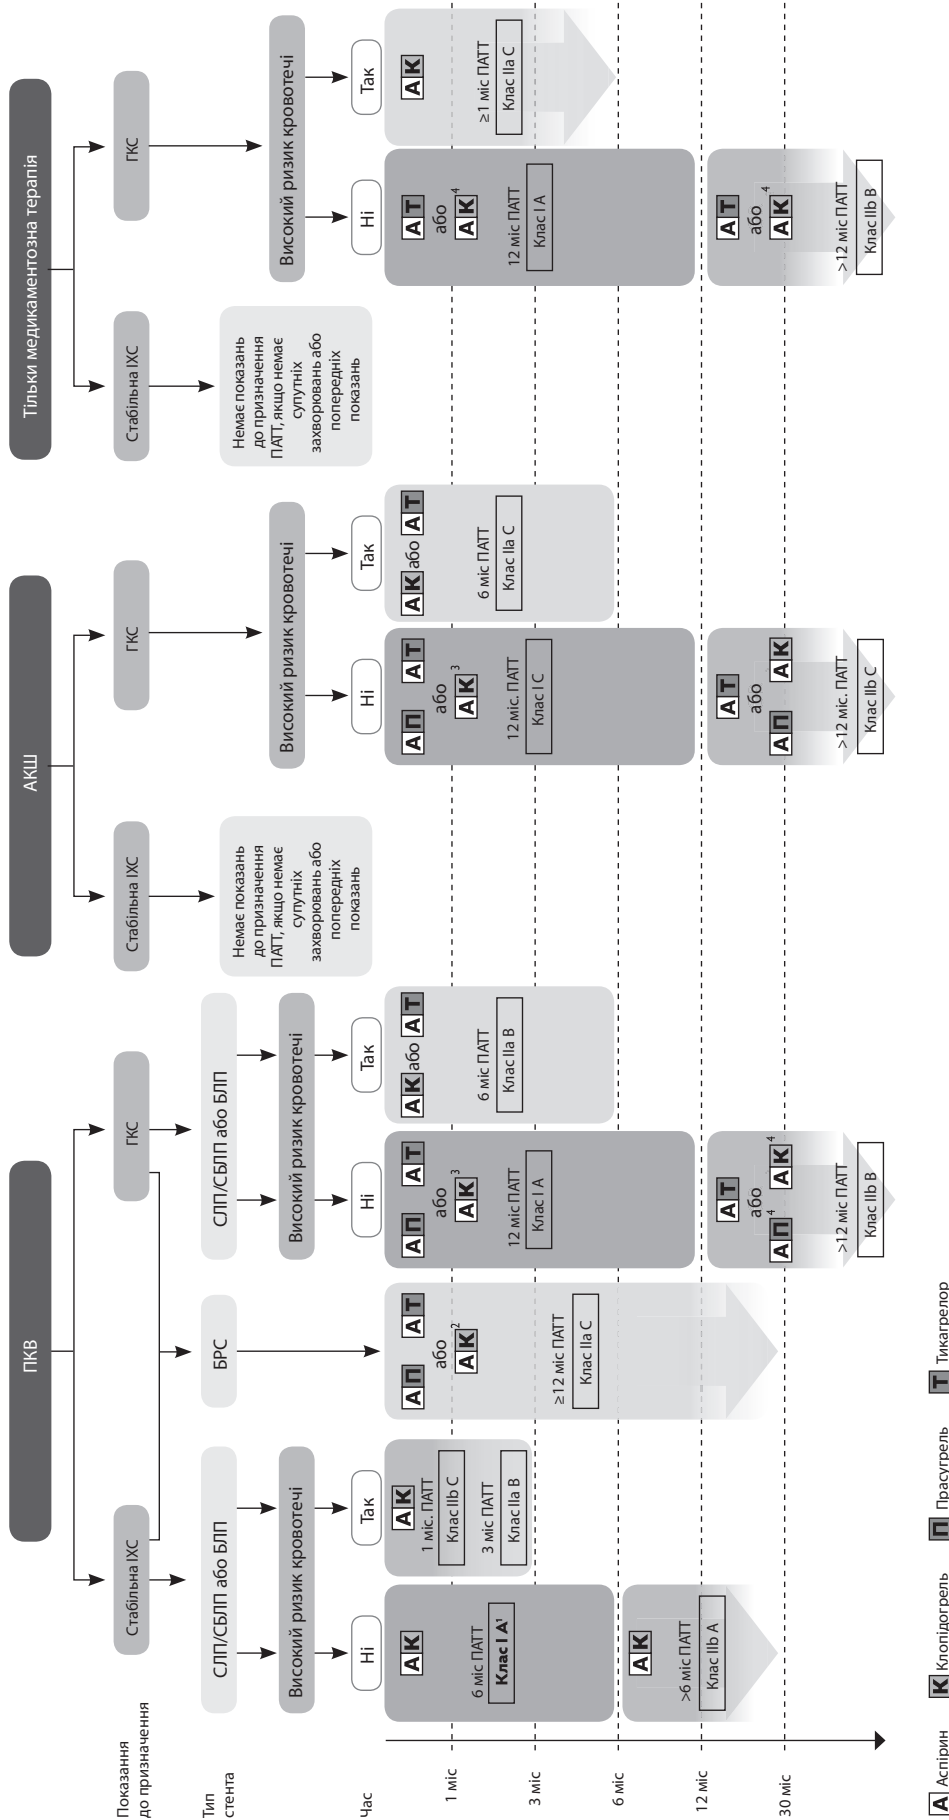 ПКВ
АКШ
Тільки медикаментозна терапія
Показання
до призначення
Стабільна ІХС
ГКС
Стабільна ІХС
ГКС
Стабільна ІХС
ГКС
Тип
стента
СЛП/СБЛП або БЛП
БРС
СЛП/СБЛП або БЛП
Немає показань
до призначення
ПАТТ, якщо немає
супутніх
захворювань або
попередніх
показань
Немає показань
до призначення
ПАТТ, якщо немає
супутніх
захворювань або
попередніх
показань
Високий ризик кровотечі
Високий ризик кровотечі
Високий ризик кровотечі
Високий ризик кровотечі
Час
Ні
Так
Ні
Так
Ні
Так
Ні
Так
1 міс
3 міс
6 міс
12 міс
30 міс
А К
6 міс ПАТТ
Клас I A¹
А К
>6 міс ПАТТ
Клас IIb A
А К
1 міс. ПАТТ
Клас IIb C
3 міс ПАТТ
Клас IIa B
А П А Т
або
А К ²
≥12 міс ПАТТ
Клас IIa C
А П А Т
або
А К ³
12 міс ПАТТ
Клас I A
А Т
або
А П ⁴ А К ⁴
>12 міс ПАТТ
Клас IIb B
А К або А Т
6 міс ПАТТ
Клас IIa B
А П А Т
або
А К ³
12 міс. ПАТТ
Клас I C
А Т
або
А П А К
>12 міс. ПАТТ
Клас IIb C
А К або А Т
6 міс ПАТТ
Клас IIa C
А Т
або
А К ⁴
12 міс ПАТТ
Клас I A
А Т
або
А К ⁴
>12 міс ПАТТ
Клас IIb B
А К
≥1 міс ПАТТ
Клас IIa C
А Аспірин К Клопідогрель П Прасугрель Т Тикагрелор